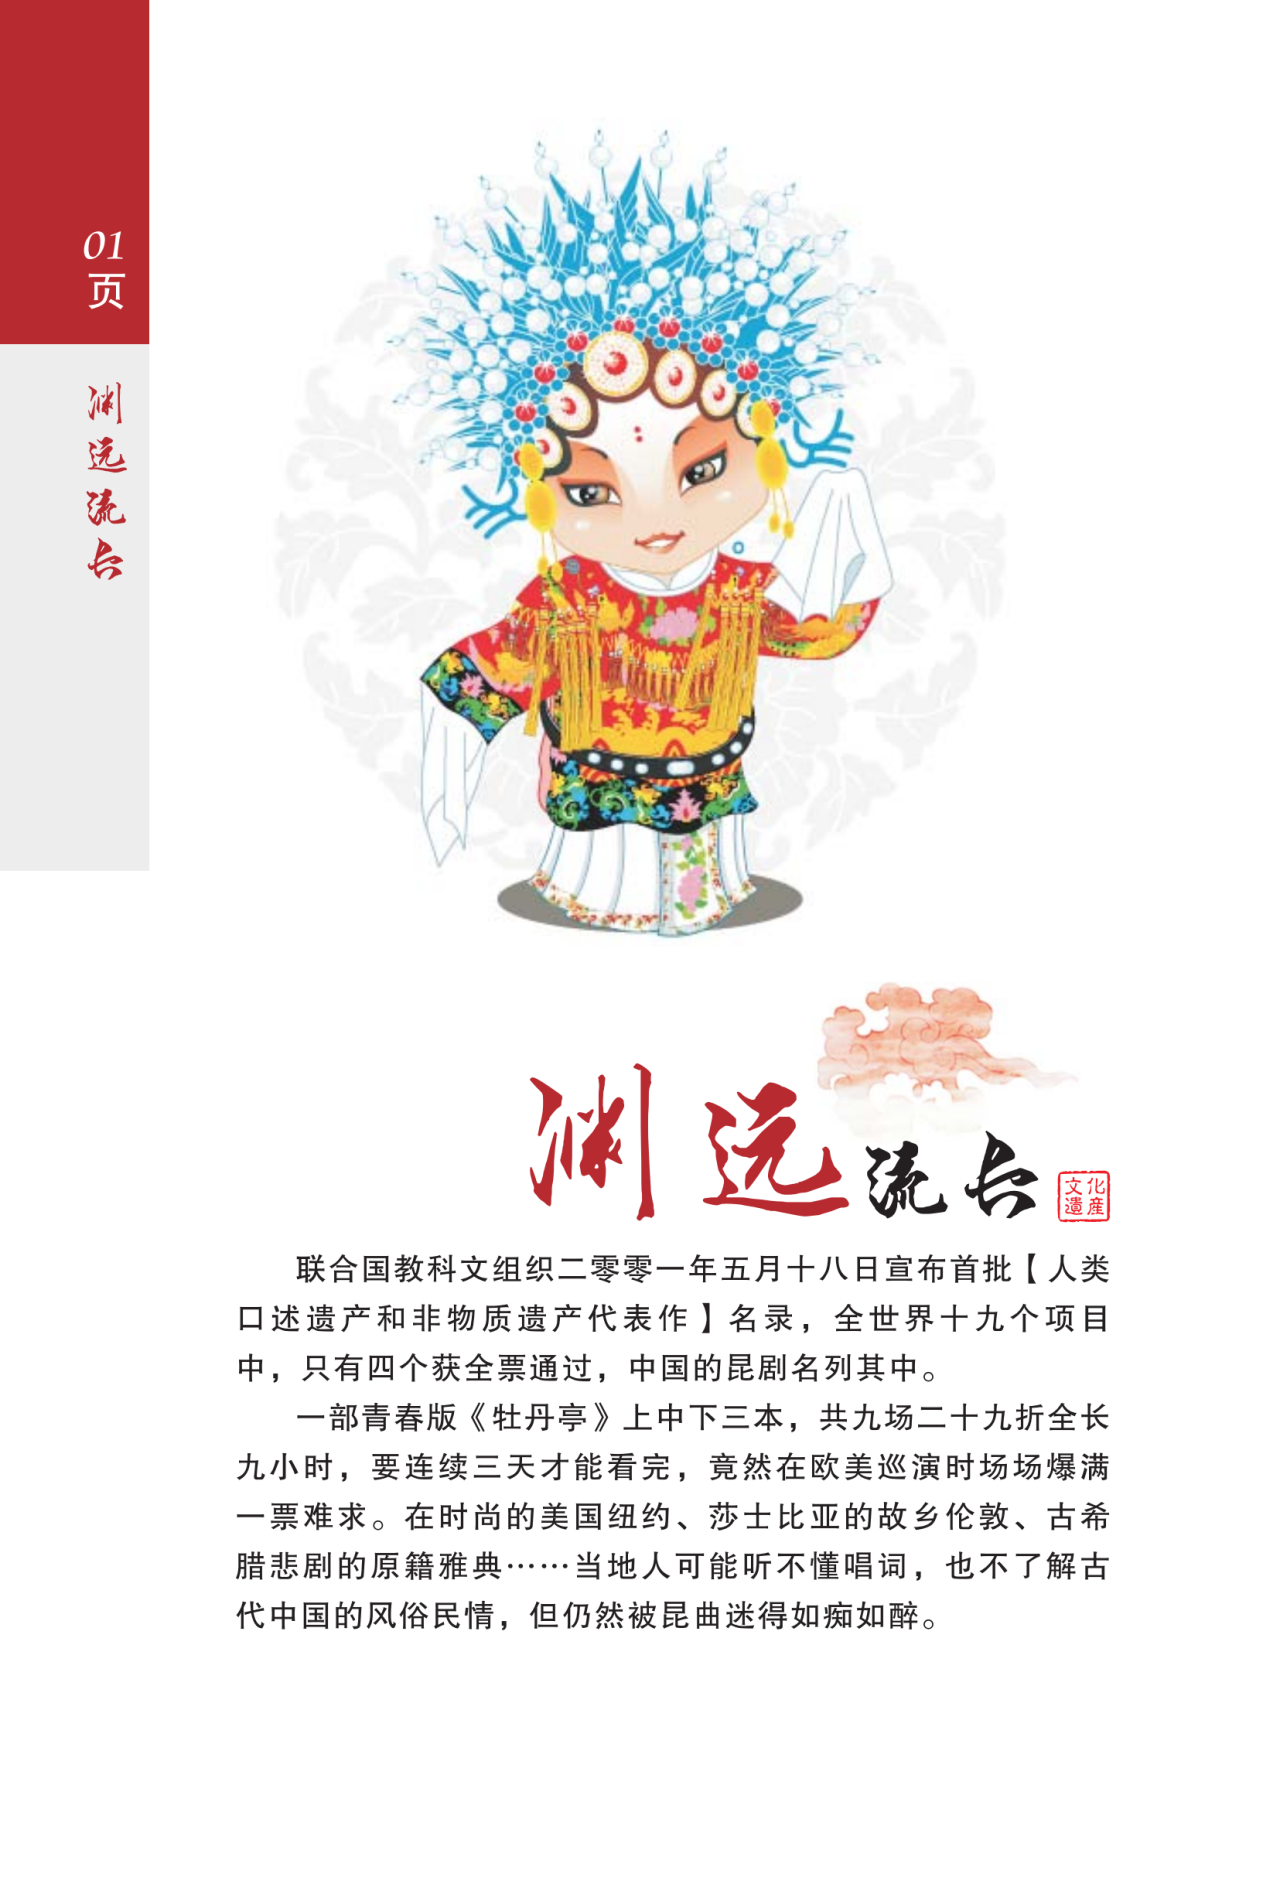 01
页
渊远流长
渊远流长
文化
遺産
联合国教科文组织二零零一年五月十八日宣布首批【人类
口述遗产和非物质遗产代表作】名录，全世界十九个项目
中，只有四个获全票通过，中国的昆剧名列其中。
一部青春版《牡丹亭》上中下三本，共九场二十九折全长
九小时，要连续三天才能看完，竟然在欧美巡演时场场爆满
一票难求。在时尚的美国纽约、莎士比亚的故乡伦敦、古希
腊悲剧的原籍雅典……当地人可能听不懂唱词，也不了解古
代中国的风俗民情，但仍然被昆曲迷得如痴如醉。